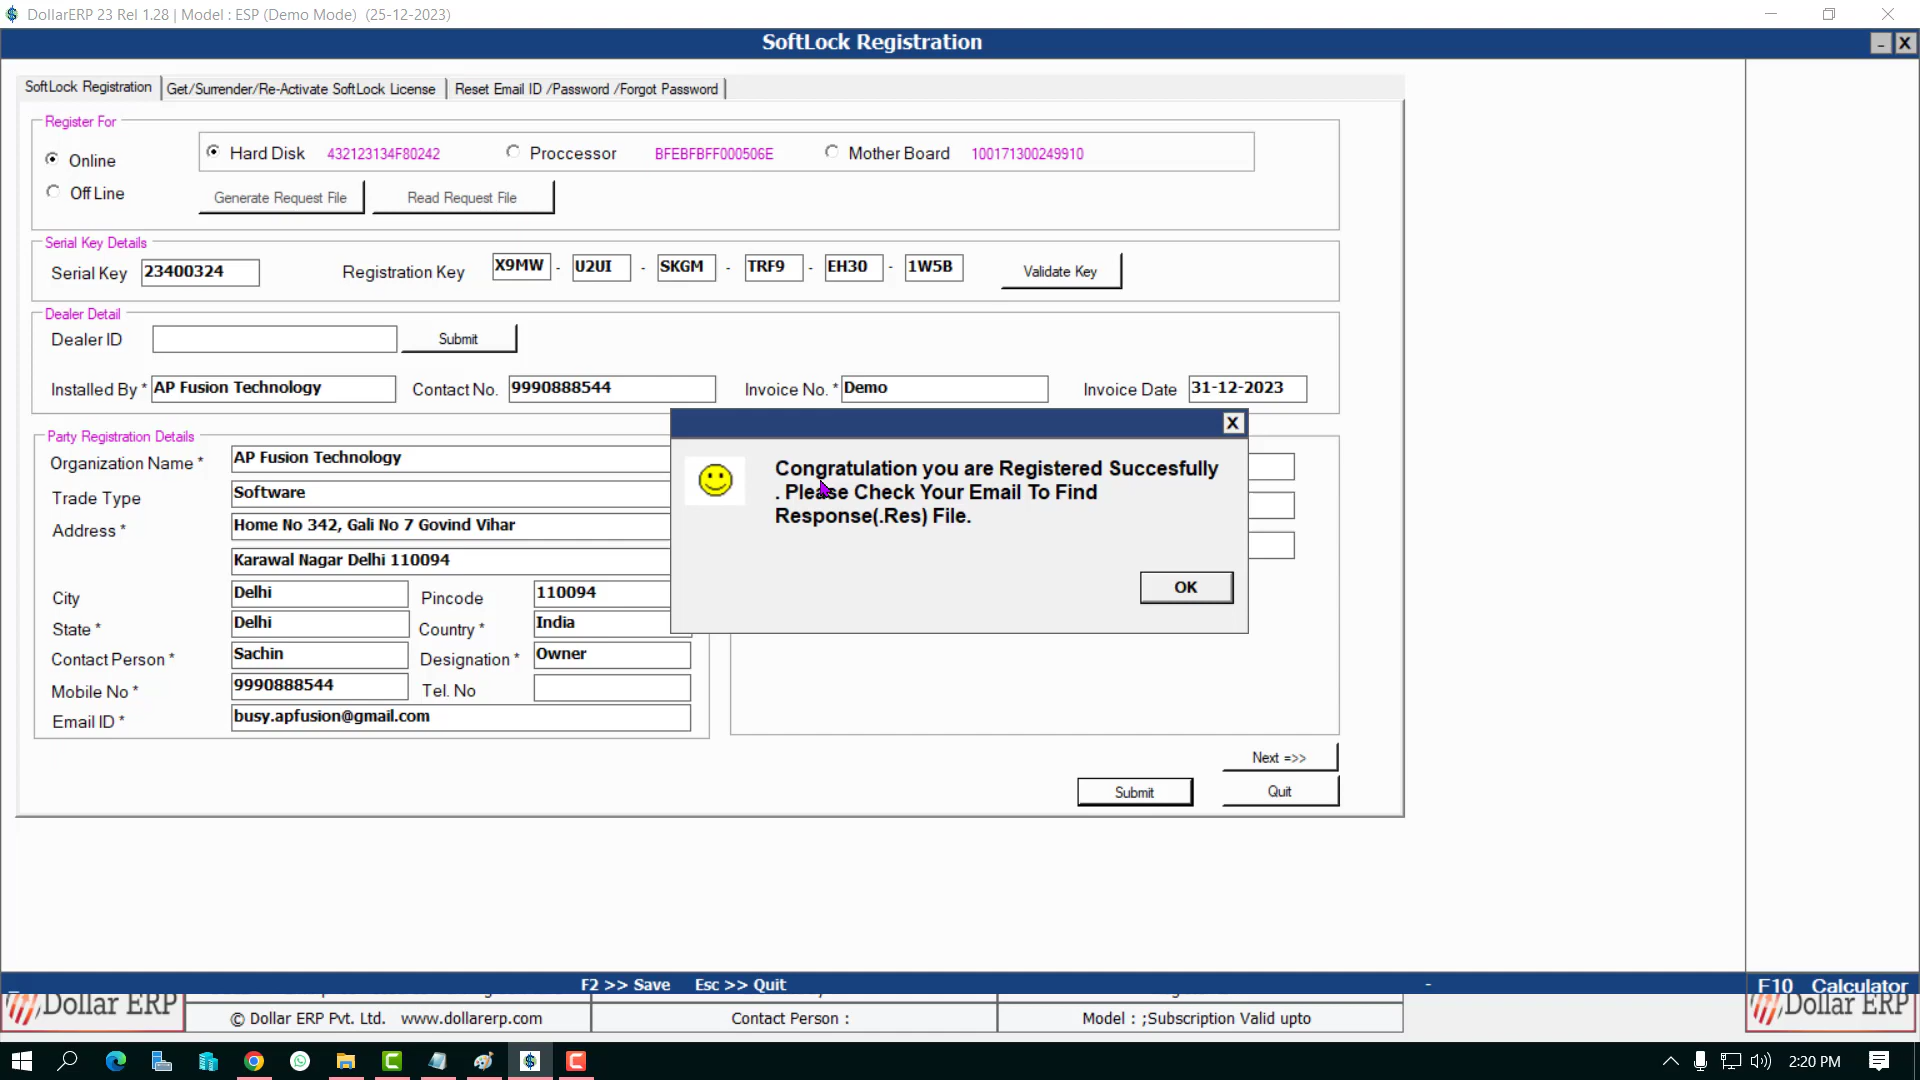 DollarERP 23 Rel 1.28 | Model : ESP (Demo Mode)  (25-12-2023)
SoftLock Registration
- X
SoftLock Registration
Get/Surrender/Re-Activate SoftLock License
Reset Email ID /Password /Forgot Password
Register For
Online
Hard Disk 432123134F80242 Proccessor BFEBFBFF000506E Mother Board 100171300249910
Off Line
Generate Request File Read Request File
Serial Key Details
Serial Key 23400324 Registration Key X9MW - U2UI - SKGM - TRF9 - EH30 - 1W5B Validate Key
Dealer Detail
Dealer ID Submit
Installed By * AP Fusion Technology Contact No. 9990888544 Invoice No. * Demo Invoice Date 31-12-2023
Party Registration Details
Organization Name * AP Fusion Technology
Trade Type Software
Address * Home No 342, Gali No 7 Govind Vihar
Karawal Nagar Delhi 110094
City Delhi Pincode 110094
State * Delhi Country * India
Contact Person * Sachin Designation * Owner
Mobile No * 9990888544 Tel. No
Email ID * busy.apfusion@gmail.com
X
Congratulation you are Registered Succesfully
. Please Check Your Email To Find
Response(.Res) File.
OK
Next =>>
Submit Quit
F2 >> Save Esc >> Quit -
F10 Calculator
Dollar ERP
© Dollar ERP Pvt. Ltd. www.dollarerp.com
Contact Person :
Model : ;Subscription Valid upto
Dollar ERP
2:20 PM